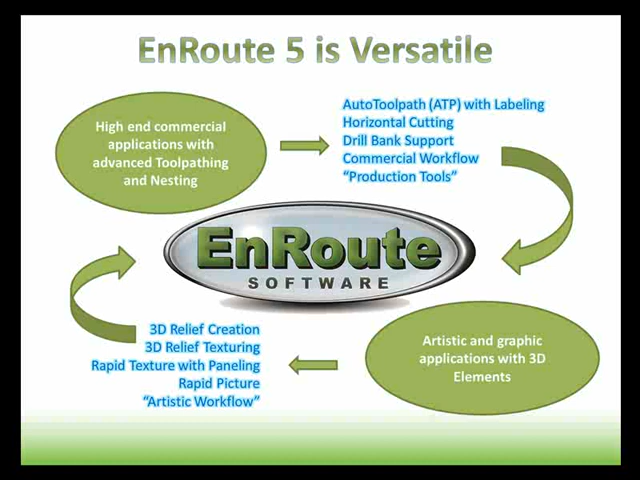 EnRoute 5 is Versatile
High end commercial
applications with
advanced Toolpathing
and Nesting
AutoToolpath (ATP) with Labeling
Horizontal Cutting
Drill Bank Support
Commercial Workflow
“Production Tools”
EnRoute
SOFTWARE
3D Relief Creation
3D Relief Texturing
Rapid Texture with Paneling
Rapid Picture
“Artistic Workflow”
Artistic and graphic
applications with 3D
Elements